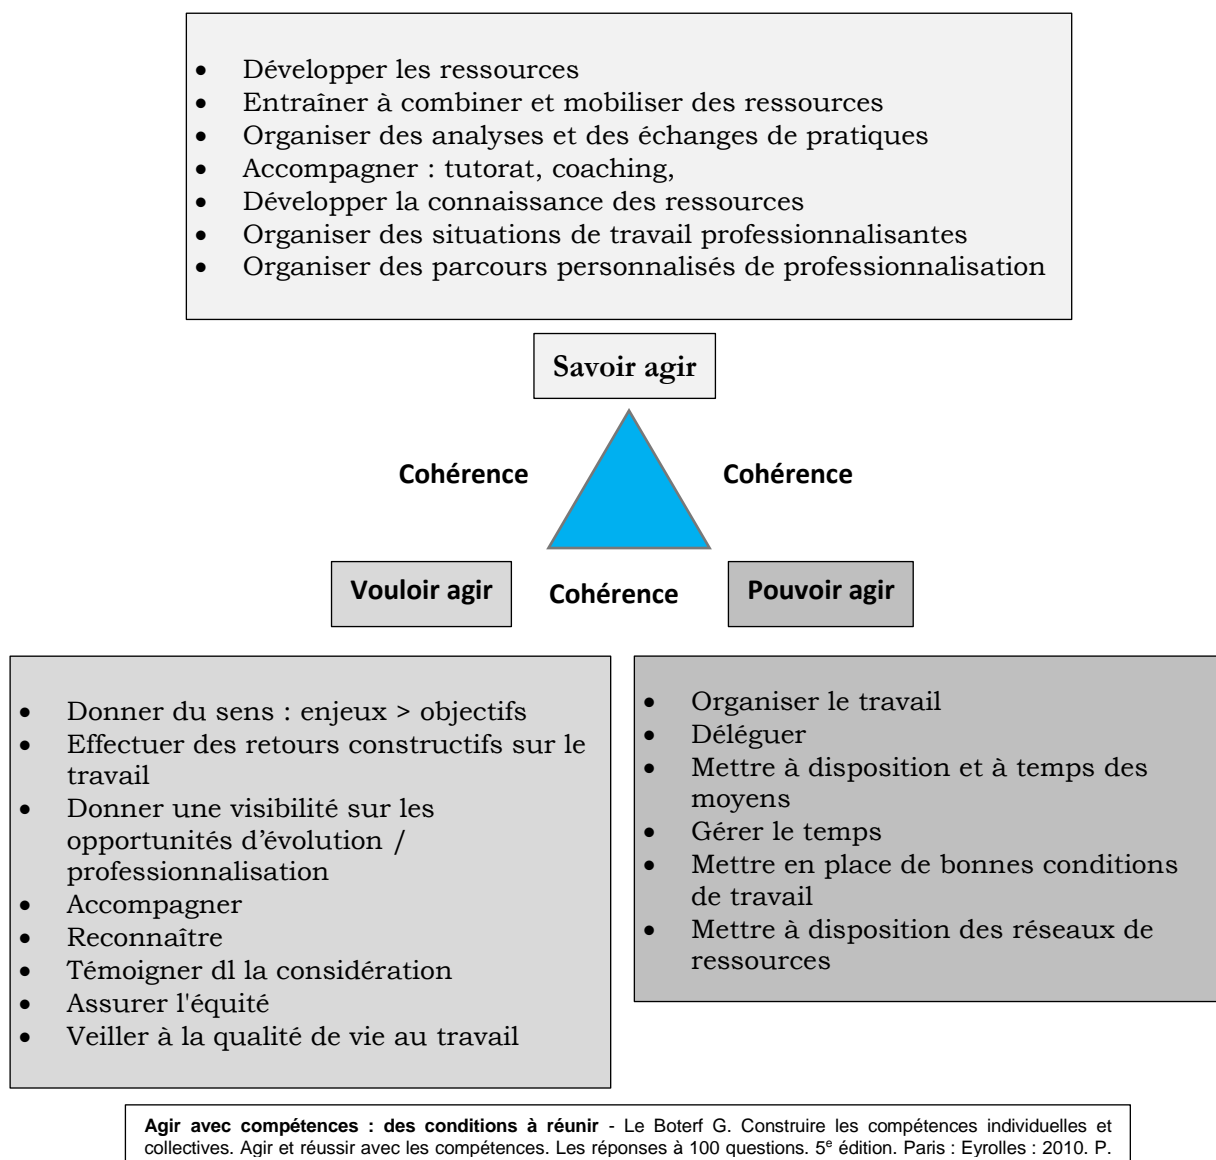 • Développer les ressources
• Entraîner à combiner et mobiliser des ressources
• Organiser des analyses et des échanges de pratiques
• Accompagner : tutorat, coaching,
• Développer la connaissance des ressources
• Organiser des situations de travail professionnalisantes
• Organiser des parcours personnalisés de professionnalisation
Savoir agir
Cohérence
Cohérence
Vouloir agir
Cohérence
Pouvoir agir
• Donner du sens : enjeux > objectifs
• Effectuer des retours constructifs sur le
travail
• Donner une visibilité sur les
opportunités d’évolution /
professionnalisation
• Accompagner
• Reconnaître
• Témoigner dl la considération
• Assurer l'équité
• Veiller à la qualité de vie au travail
• Organiser le travail
• Déléguer
• Mettre à disposition et à temps des
moyens
• Gérer le temps
• Mettre en place de bonnes conditions
de travail
• Mettre à disposition des réseaux de
ressources
Agir avec compétences : des conditions à réunir - Le Boterf G. Construire les compétences individuelles et
collectives. Agir et réussir avec les compétences. Les réponses à 100 questions. 5e édition. Paris : Eyrolles : 2010. P.